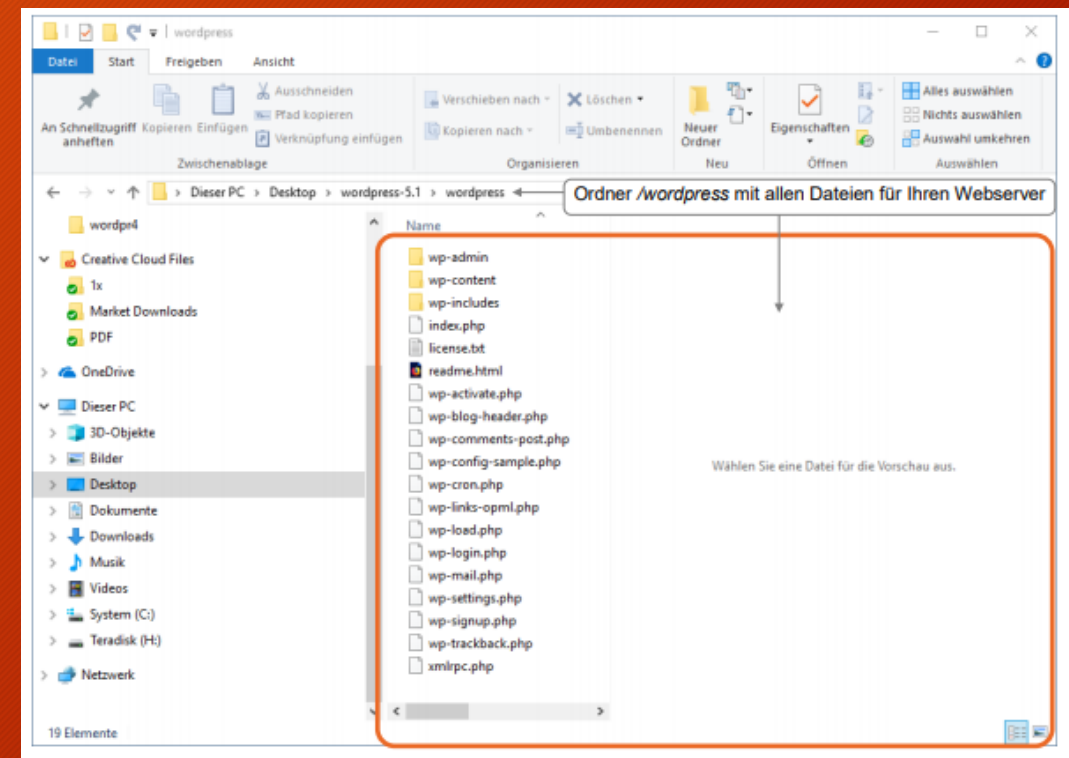 wordpress
Datei Start Freigeben Ansicht
An Schnellzugriff
anheften
Kopieren
Einfügen
Ausschneiden
Pfad kopieren
Verknüpfung einfügen
Zwischenablage
Verschieben nach
Kopieren nach
Löschen
Umbenennen
Organisieren
Neuer
Ordner
Neu
Eigenschaften
Öffnen
Alles auswählen
Nichts auswählen
Auswahl umkehren
Auswählen
Dieser PC > Desktop > wordpress-5.1 > wordpress
Ordner /wordpress mit allen Dateien für Ihren Webserver
wordpr4
Creative Cloud Files
1x
Market Downloads
PDF
OneDrive
Dieser PC
3D-Objekte
Bilder
Desktop
Dokumente
Downloads
Musik
Videos
System (C:)
Teradisk (H:)
Netzwerk
Name
wp-admin
wp-content
wp-includes
index.php
license.txt
readme.html
wp-activate.php
wp-blog-header.php
wp-comments-post.php
wp-config-sample.php
wp-cron.php
wp-links-opml.php
wp-load.php
wp-login.php
wp-mail.php
wp-settings.php
wp-signup.php
wp-trackback.php
xmlrpc.php
Wählen Sie eine Datei für die Vorschau aus.
19 Elemente